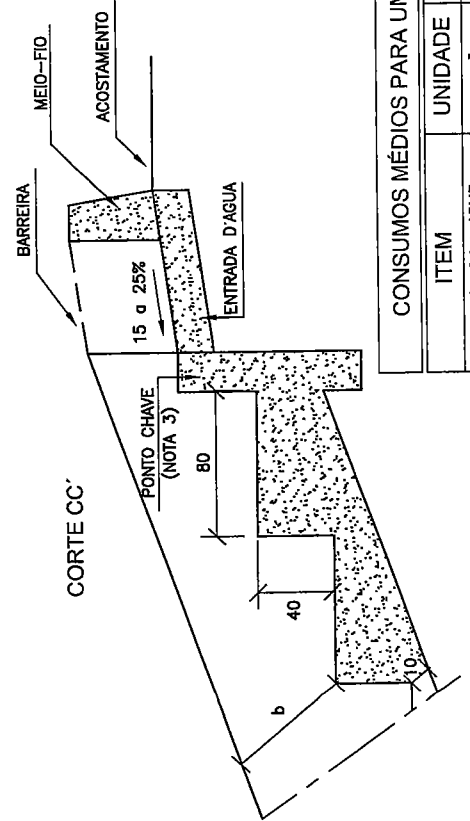 CORTE CC´
BARREIRA
MEIO-FIO
ACOSTAMENTO
15 a 25%
ENTRADA D'AGUA
PONTO CHAVE
(NOTA 3)
80
40
b
10
CONSUMOS MÉDIOS PARA UM
ITEM
UNIDADE